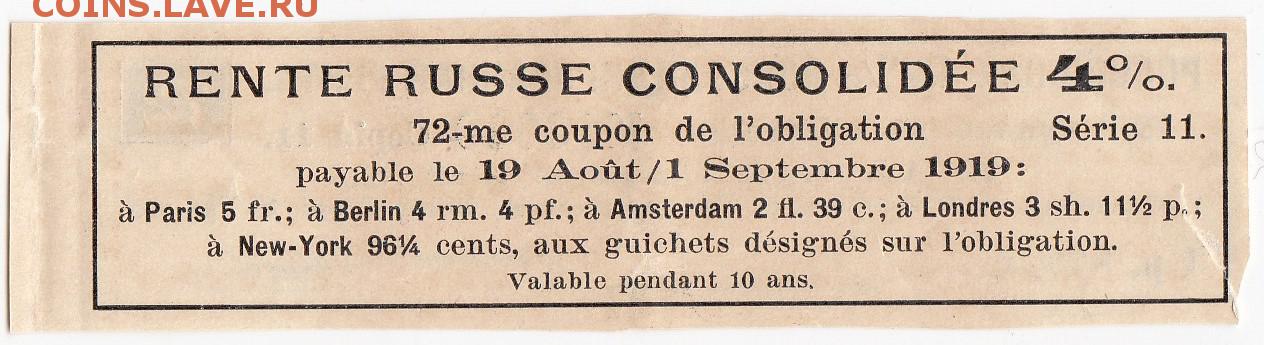 COINS.LAVE.RU
RENTE RUSSE CONSOLIDÉE 4%.
72-me coupon de l'obligation Série 11.
payable le 19 Août/1 Septembre 1919:
à Paris 5 fr.; à Berlin 4 rm. 4 pf.; à Amsterdam 2 fl. 39 c.; à Londres 3 sh. 11½ p.;
à New-York 96¼ cents, aux guichets désignés sur l'obligation.
Valable pendant 10 ans.